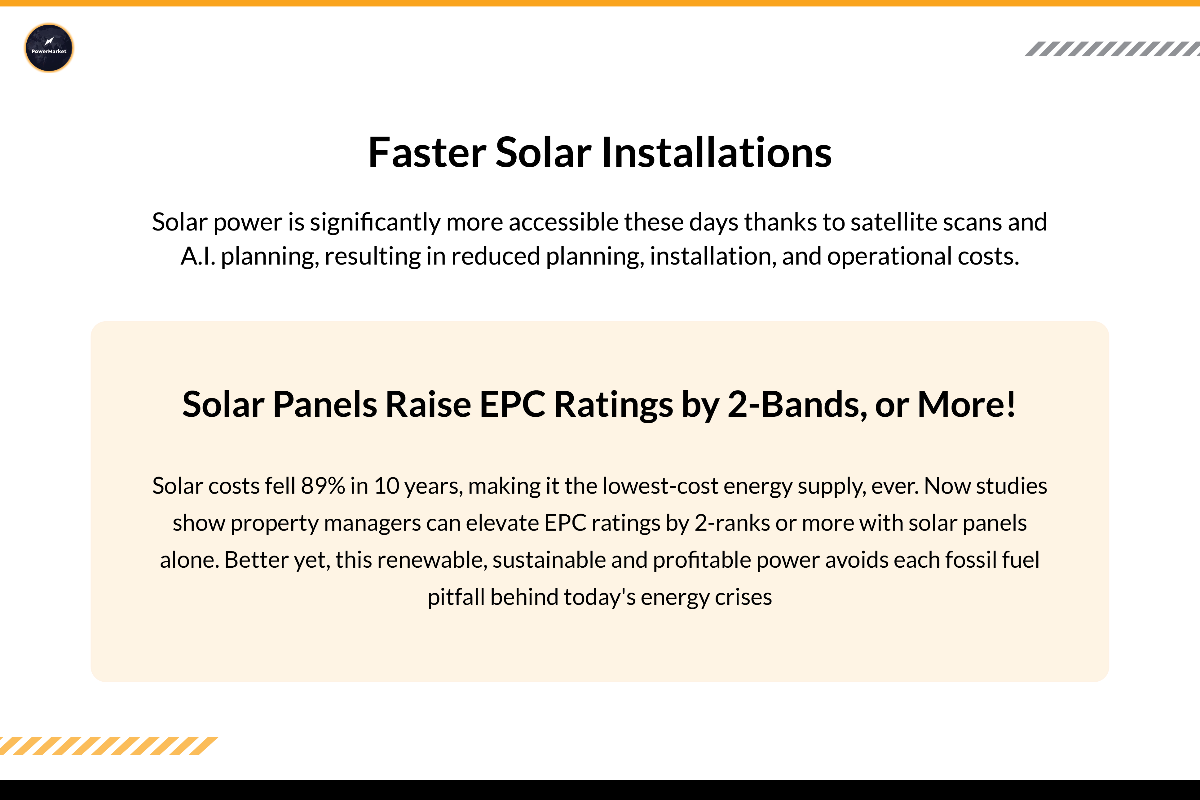 PowerMarket
Faster Solar Installations
Solar power is significantly more accessible these days thanks to satellite scans and
A.I. planning, resulting in reduced planning, installation, and operational costs.
Solar Panels Raise EPC Ratings by 2-Bands, or More!
Solar costs fell 89% in 10 years, making it the lowest-cost energy supply, ever. Now studies
show property managers can elevate EPC ratings by 2-ranks or more with solar panels
alone. Better yet, this renewable, sustainable and profitable power avoids each fossil fuel
pitfall behind today's energy crises